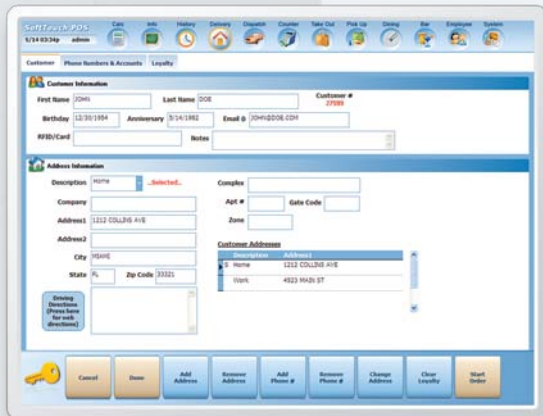 SoftTouch POS
Cars Info History Delivery Dispatch Counter Take Out Pick Up Dining Bar Employee System
5/14 03:34p admin
Customer Phone Numbers & Accounts Loyalty
Customer Information
First Name JOHN Last Name DOE Customer # 27595
Birthday 12/30/1954 Anniversary 5/14/1982 Email @ JOHN@DOE.COM
RFID/Card Notes
Address Information
Description Home ..Selected.. Complex
Company Apt # Gate Code
Address1 1212 COLLINS AVE Zone
Address2
Customer Addresses
City MIAMI Description Address1
State FL Zip Code 33321 S Home 1212 COLLINS AVE
Work 4523 MAIN ST
Driving
Directions
(Press here
for web
directions)
Cancel Done Add Address Remove Address Add Phone # Remove Phone # Change Address Clear Loyalty Start Order